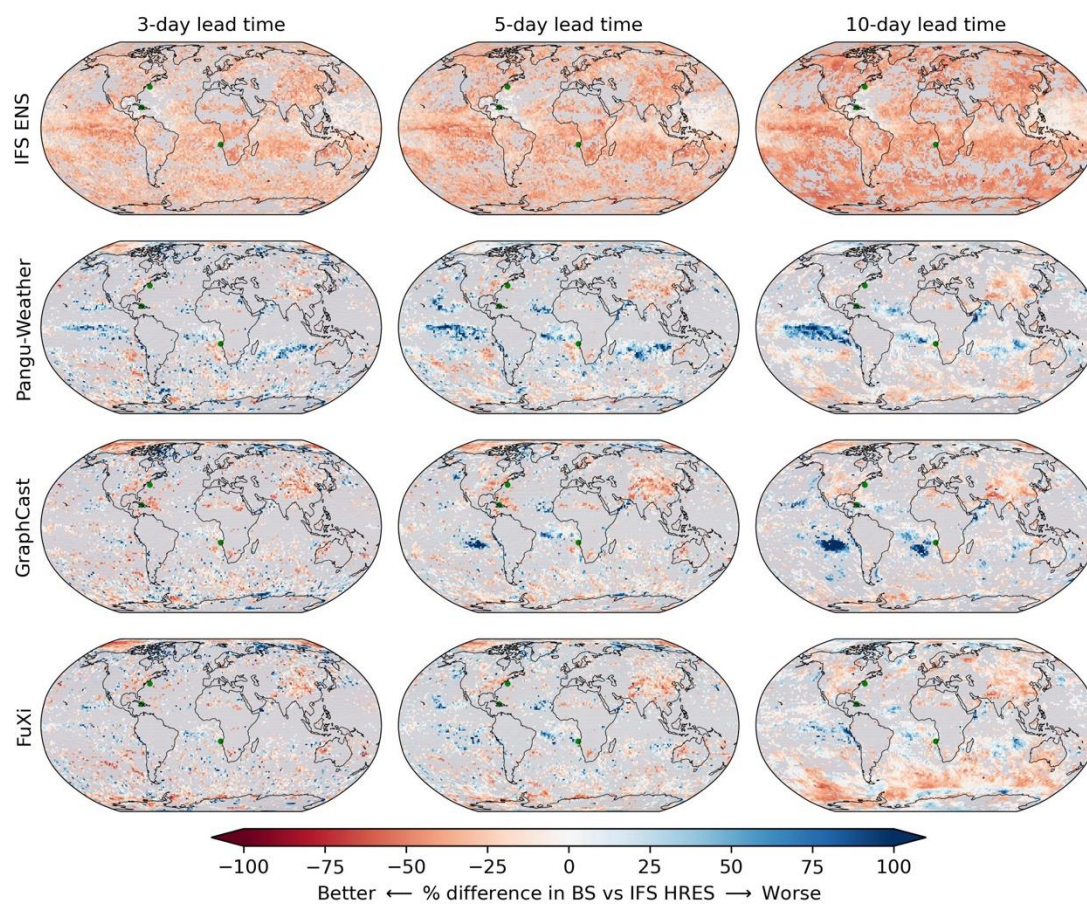 3-day lead time
5-day lead time
10-day lead time
IFS ENS
Pangu-Weather
GraphCast
FuXi
−100 −75 −50 −25 0 25 50 75 100
Better ← % difference in BS vs IFS HRES → Worse